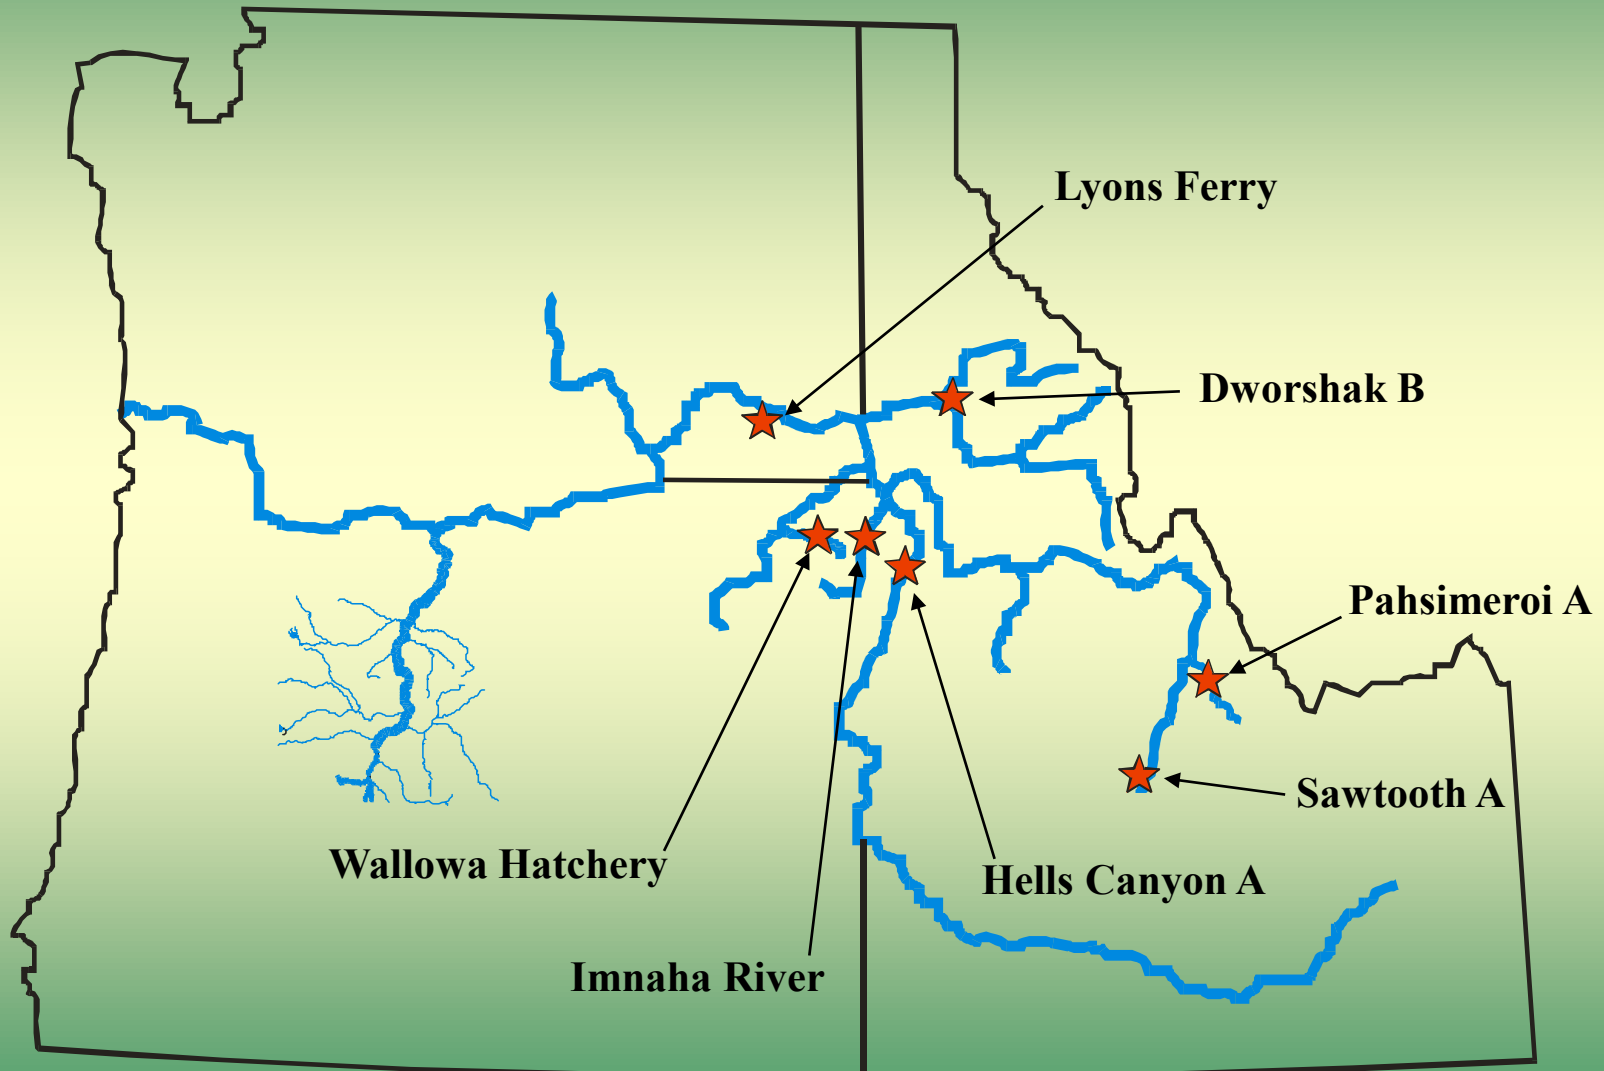 Lyons Ferry
Dworshak B
Pahsimeroi A
Sawtooth A
Wallowa Hatchery
Hells Canyon A
Imnaha River